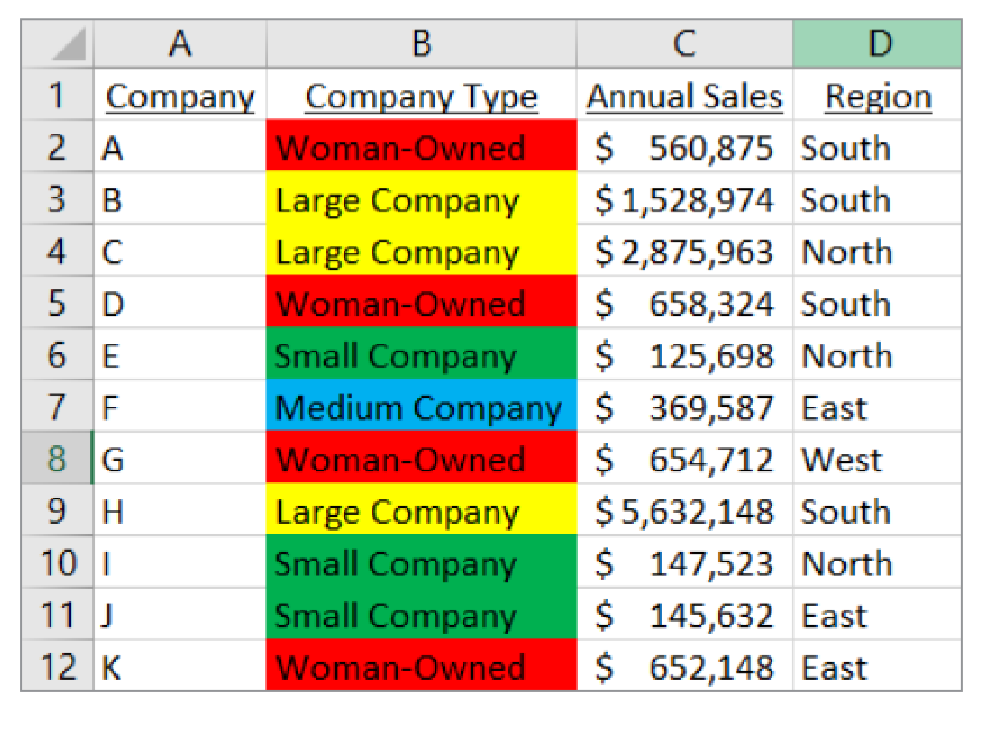 A B C D
1 Company Company Type Annual Sales Region
2 A Woman-Owned $ 560,875 South
3 B Large Company $ 1,528,974 South
4 C Large Company $ 2,875,963 North
5 D Woman-Owned $ 658,324 South
6 E Small Company $ 125,698 North
7 F Medium Company $ 369,587 East
8 G Woman-Owned $ 654,712 West
9 H Large Company $ 5,632,148 South
10 I Small Company $ 147,523 North
11 J Small Company $ 145,632 East
12 K Woman-Owned $ 652,148 East